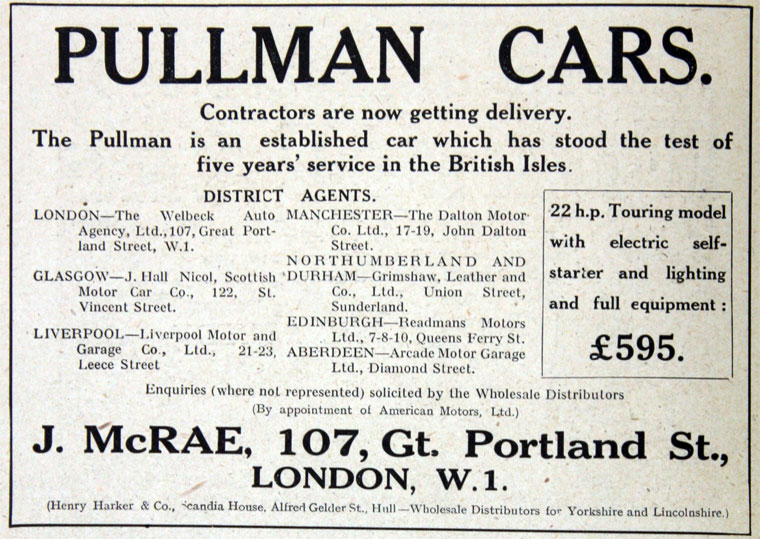 PULLMAN CARS.
Contractors are now getting delivery.
The Pullman is an established car which has stood the test of
five years' service in the British Isles.
DISTRICT AGENTS.
LONDON—The Welbeck Auto
Agency, Ltd., 107, Great Port-
land Street, W.1.
GLASGOW—J. Hall Nicol, Scottish
Motor Car Co., 122, St.
Vincent Street.
LIVERPOOL—Liverpool Motor and
Garage Co., Ltd., 21-23,
Leece Street
MANCHESTER—The Dalton Motor
Co. Ltd., 17-19, John Dalton
Street.
NORTHUMBERLAND AND
DURHAM—Grimshaw, Leather and
Co., Ltd., Union Street,
Sunderland.
EDINBURGH—Readmans Motors
Ltd., 7-8-10, Queens Ferry St.
ABERDEEN—Arcade Motor Garage
Ltd., Diamond Street.
22 h.p. Touring model
with electric self-
starter and lighting
and full equipment :
£595.
Enquiries (where not represented) solicited by the Wholesale Distributors
(By appointment of American Motors, Ltd.)
J. McRAE, 107, Gt. Portland St.,
LONDON, W.1.
(Henry Harker & Co., Scandia House, Alfred Gelder St., Hull—Wholesale Distributors for Yorkshire and Lincolnshire.)